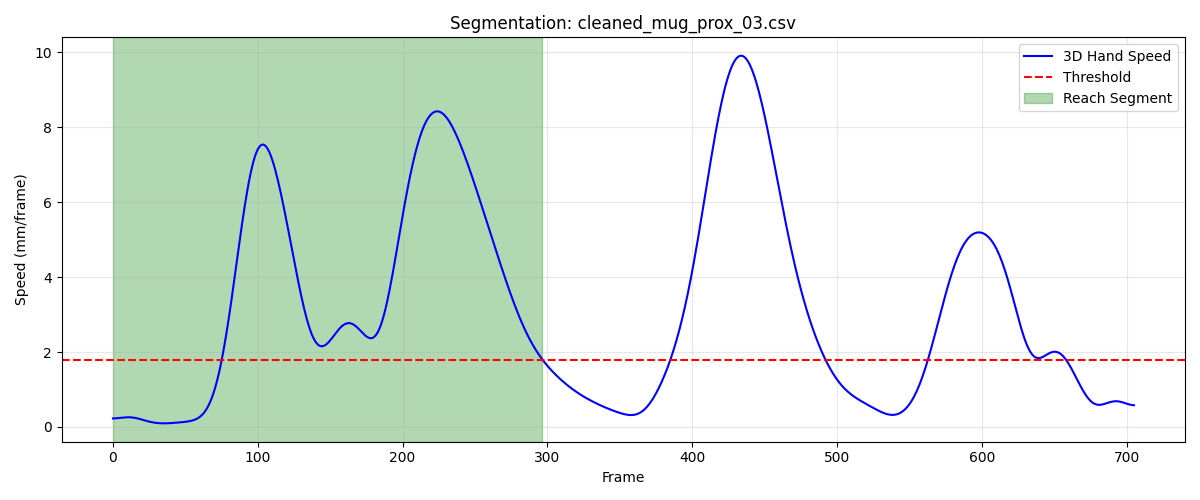 Segmentation: cleaned_mug_prox_03.csv
10
8
6
4
2
0
Speed (mm/frame)
3D Hand Speed
Threshold
Reach Segment
0 100 200 300 400 500 600 700
Frame